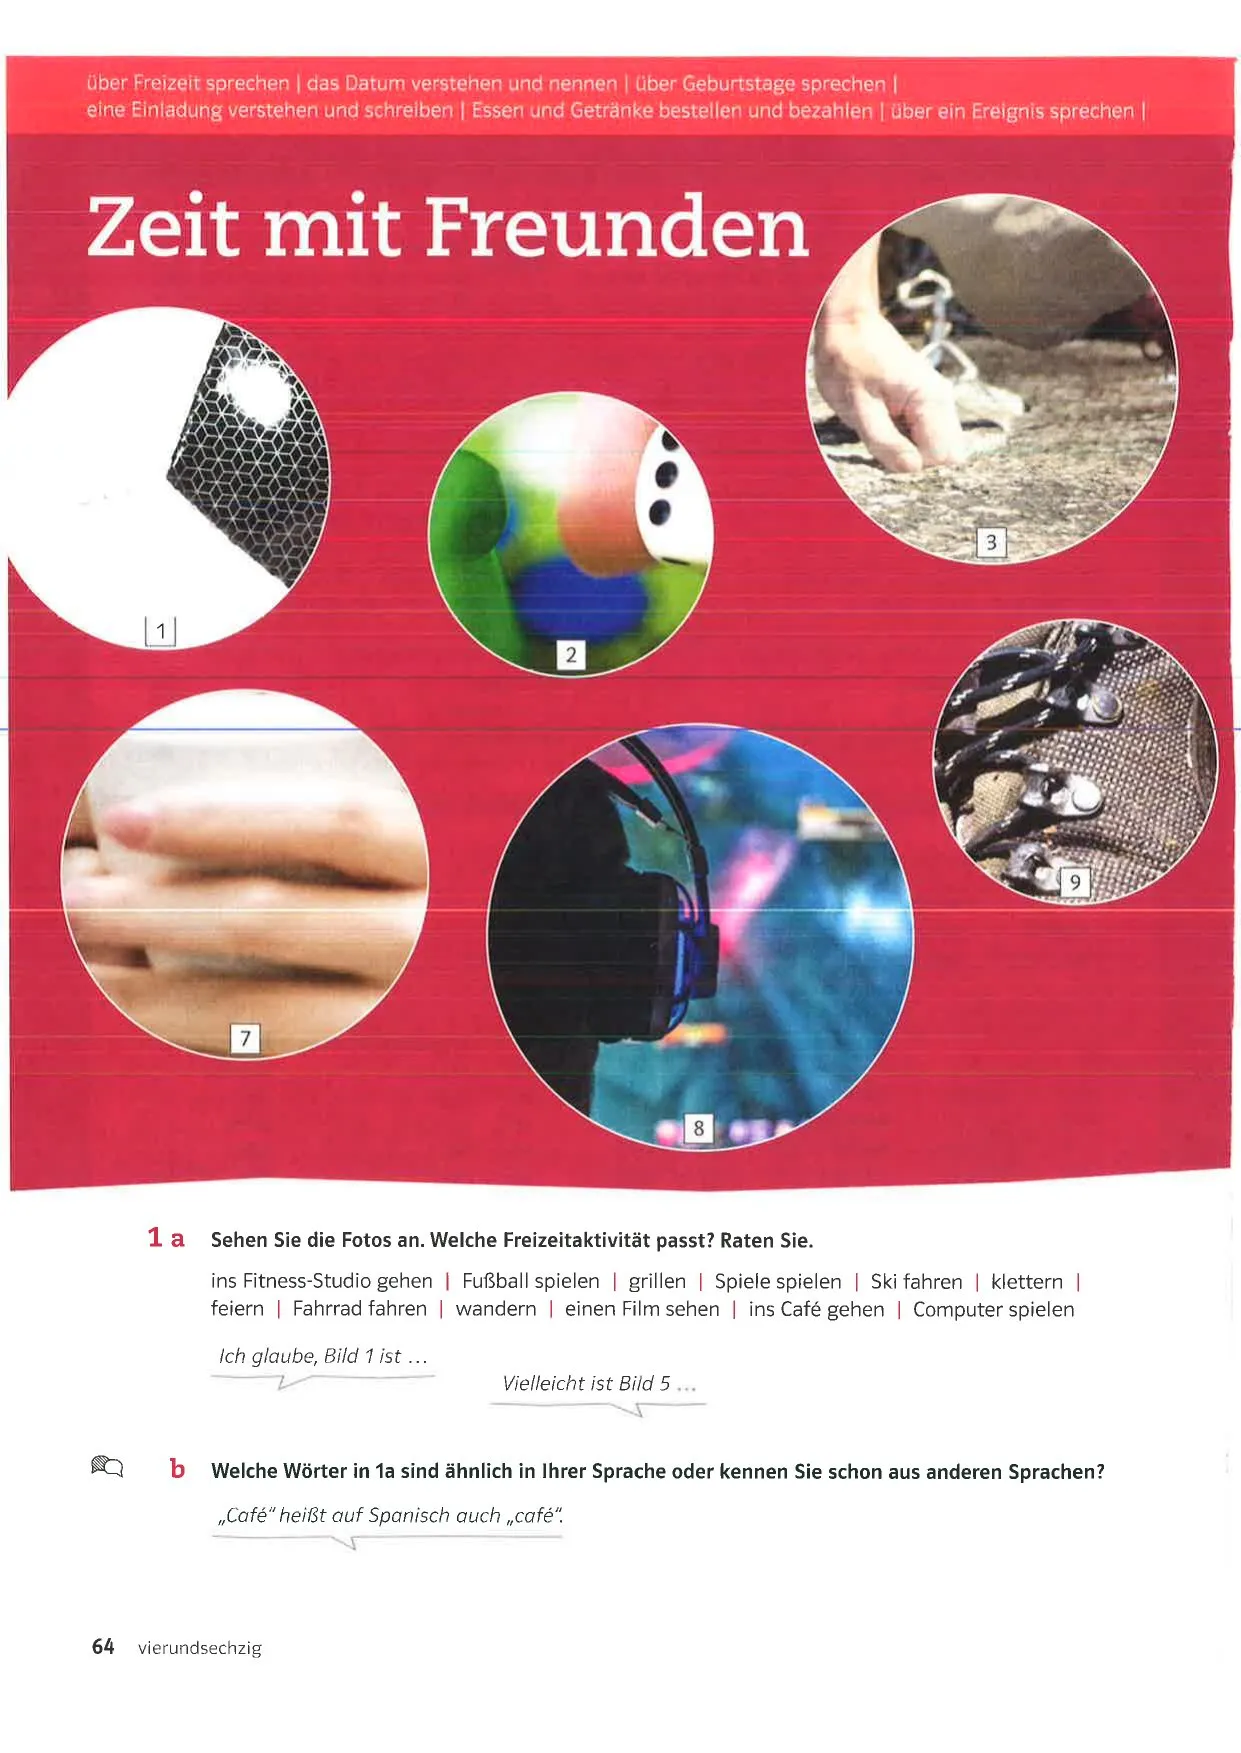 über Freizeit sprechen | das Datum verstehen und nennen | über Geburtstage sprechen |
eine Einladung verstehen und schreiben | Essen und Getränke bestellen und bezahlen | über ein Ereignis sprechen |
Zeit mit Freunden
3
1
2
9
7
8
1 a Sehen Sie die Fotos an. Welche Freizeitaktivität passt? Raten Sie.
ins Fitness-Studio gehen | Fußball spielen | grillen | Spiele spielen | Ski fahren | klettern |
feiern | Fahrrad fahren | wandern | einen Film sehen | ins Café gehen | Computer spielen
Ich glaube, Bild 1 ist ...
Vielleicht ist Bild 5 ...
b Welche Wörter in 1a sind ähnlich in Ihrer Sprache oder kennen Sie schon aus anderen Sprachen?
„Café" heißt auf Spanisch auch „café".
64 vierundsechzig